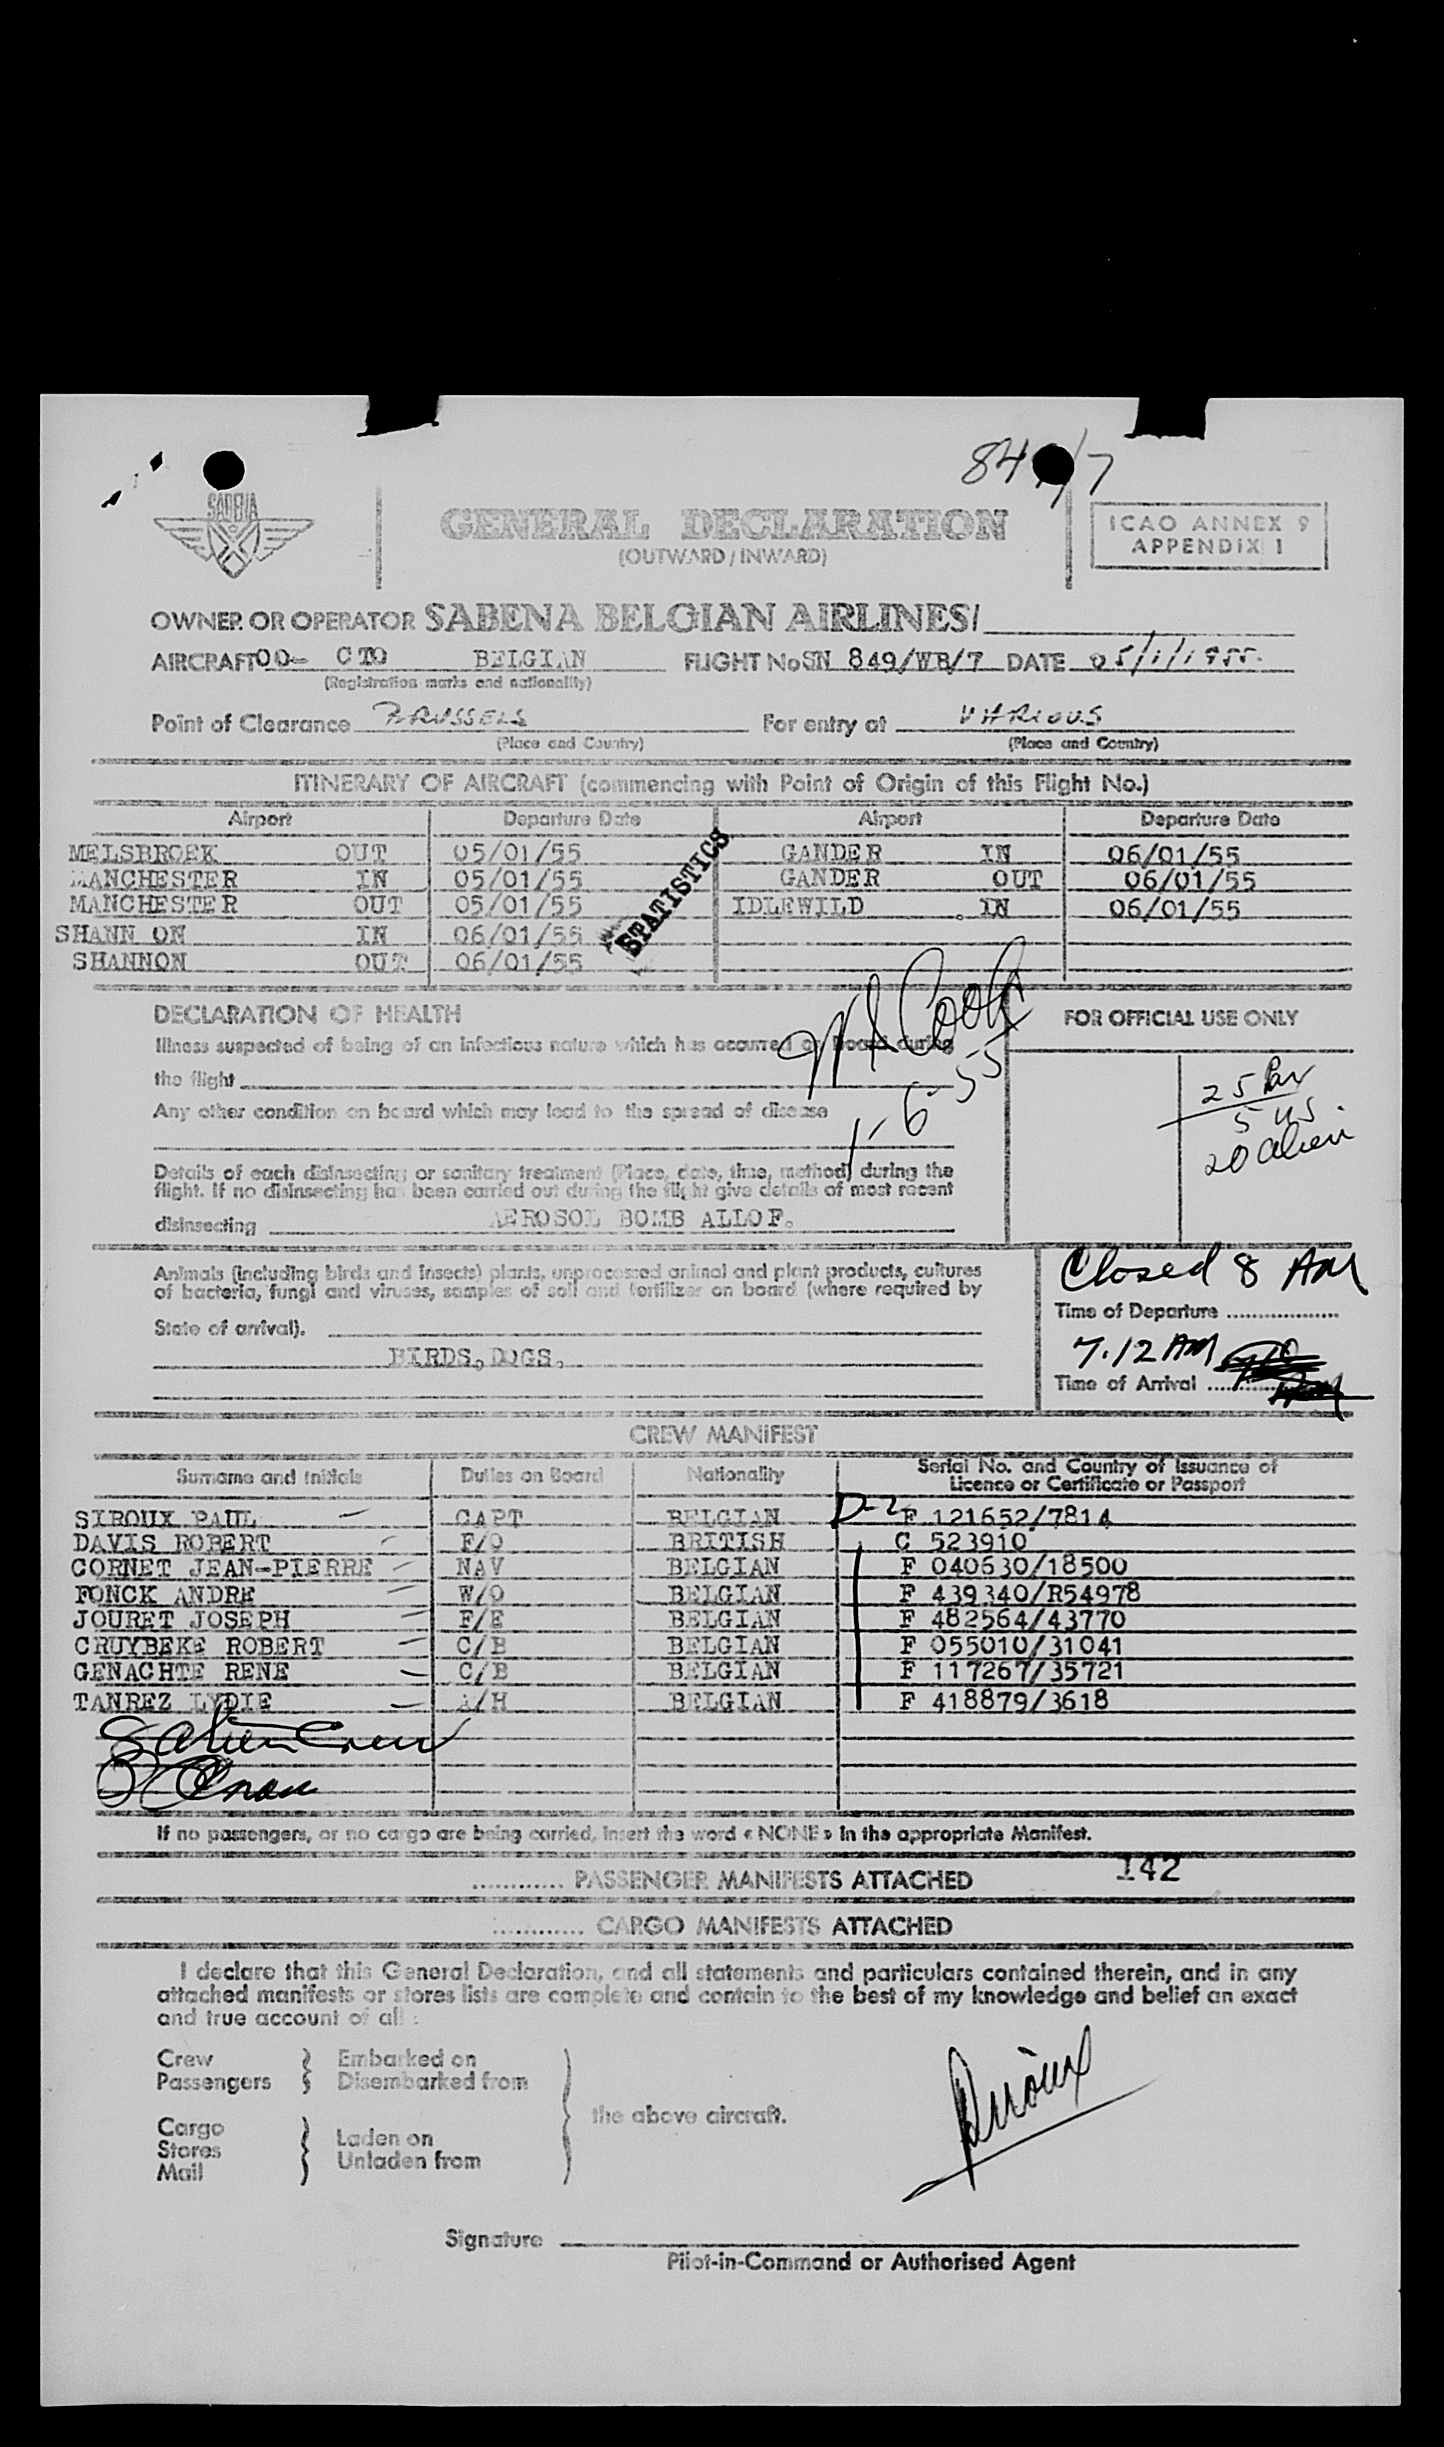 SABENA
GENERAL DECLARATION
(OUTWARD / INWARD)
ICAO ANNEX 9
APPENDIX 1
OWNER OR OPERATOR SABENA BELGIAN AIRLINES/
AIRCRAFT OO- CTO BELGIAN FLIGHT No SN 849/WB/7 DATE 05/1/1955.
(Registration marks and nationality)
Point of Clearance BRUSSELS For entry at VARIOUS
(Place and Country) (Place and Country)
ITINERARY OF AIRCRAFT (commencing with Point of Origin of this Flight No.)
Airport Departure Date Airport Departure Date
MELSBROEK OUT 05/01/55 GANDER IN 06/01/55
MANCHESTER IN 05/01/55 GANDER OUT 06/01/55
MANCHESTER OUT 05/01/55 IDLEWILD . IN 06/01/55
SHANN ON IN 06/01/55
SHANNON OUT 06/01/55
STATISTICS
DECLARATION OF HEALTH
FOR OFFICIAL USE ONLY
Illness suspected of being of an infectious nature which has occurred on board during
the flight
1-6-55
Any other condition on board which may lead to the spread of disease
25
5 US.
20 alien
Details of each disinsecting or sanitary treatment (Place, date, time, method) during the
flight. If no disinsecting has been carried out during the flight give details of most recent
disinsecting AEROSOL BOMB ALLOF.
Animals (including birds and insects) plants, unprocessed animal and plant products, cultures
of bacteria, fungi and viruses, samples of soil and fertilizer on board (where required by
State of arrival).
BIRDS, DOGS.
Closed 8 AM
Time of Departure ...................
7.12 AM
Time of Arrival
CREW MANIFEST
Surname and Initials Duties on Board Nationality Serial No. and Country of Issuance of
Licence or Certificate or Passport
SIROUX PAUL CAPT BELGIAN D-2 F 121652/7814
DAVIS ROBERT F/O BRITISH C 523910
CORNET JEAN-PIERRE NAV BELGIAN F 040630/18500
FONCK ANDRE W/O BELGIAN F 439340/R54978
JOURET JOSEPH F/E BELGIAN F 482564/43770
CRUYBEKE ROBERT C/B BELGIAN F 055010/31041
GENACHTE RENE C/B BELGIAN F 117267/35721
TANREZ LYDIE A/H BELGIAN F 418879/3618
8 alien crew
If no passengers, or no cargo are being carried, insert the word « NONE » in the appropriate Manifest.
............ PASSENGER MANIFESTS ATTACHED 142
............ CARGO MANIFESTS ATTACHED
I declare that this General Declaration, and all statements and particulars contained therein, and in any
attached manifests or stores lists are complete and contain to the best of my knowledge and belief an exact
and true account of all :
Crew Embarked on
Passengers Disembarked from
the above aircraft.
Cargo
Stores Laden on
Mail Unladen from
Signature
Pilot-in-Command or Authorised Agent